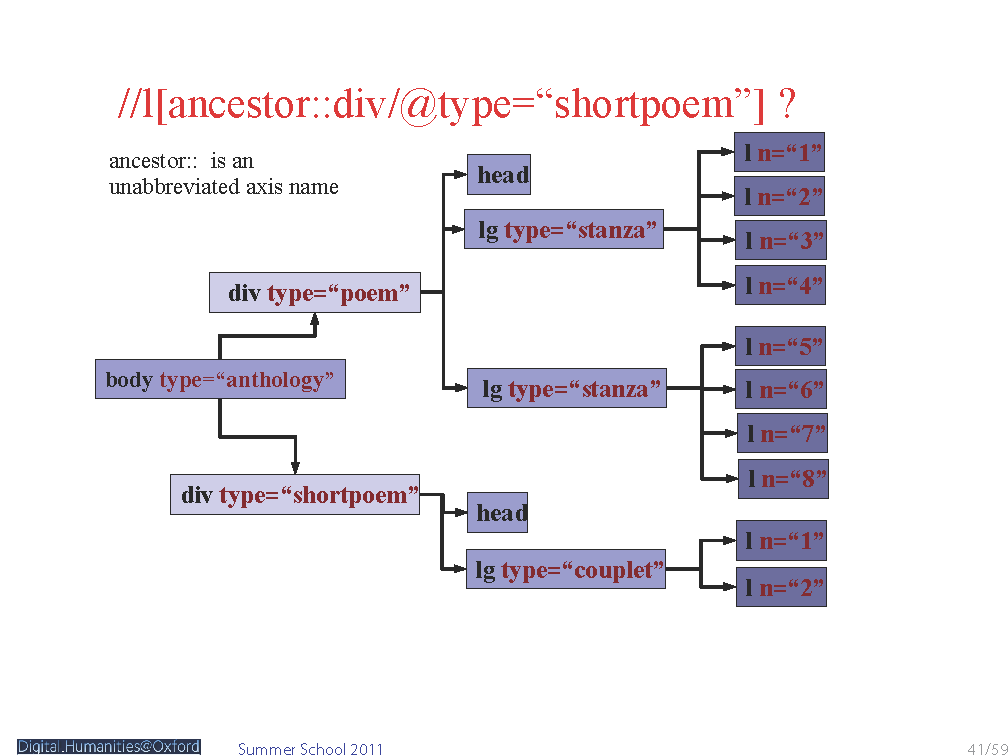 //l[ancestor::div/@type=“shortpoem”] ?
ancestor::  is an
unabbreviated axis name
head
lg type=“stanza”
l n=“1”
l n=“2”
l n=“3”
l n=“4”
div type=“poem”
body type=“anthology”
lg type=“stanza”
l n=“5”
l n=“6”
l n=“7”
l n=“8”
div type=“shortpoem”
head
lg type=“couplet”
l n=“1”
l n=“2”
Digital.Humanities@Oxford
Summer School 2011
41/59